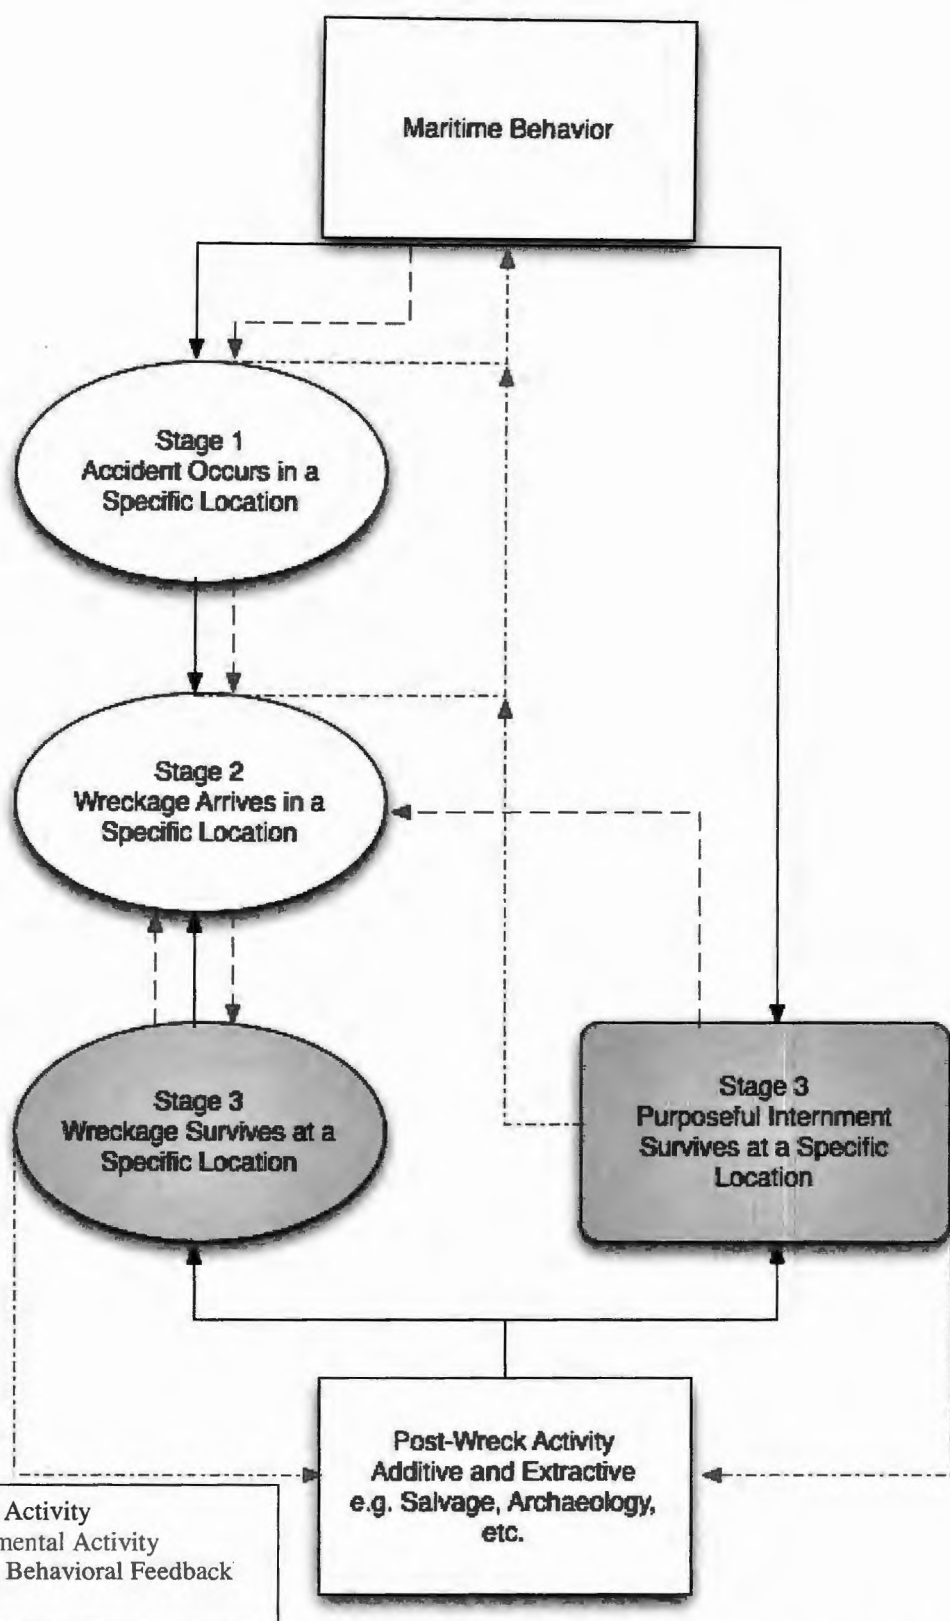 Maritime Behavior
Stage 1
Accident Occurs in a
Specific Location
Stage 2
Wreckage Arrives in a
Specific Location
Stage 3
Wreckage Survives at a
Specific Location
Stage 3
Purposeful Internment
Survives at a Specific
Location
Post-Wreck Activity
Additive and Extractive
e.g. Salvage, Archaeology,
etc.
Activity
mental Activity
Behavioral Feedback